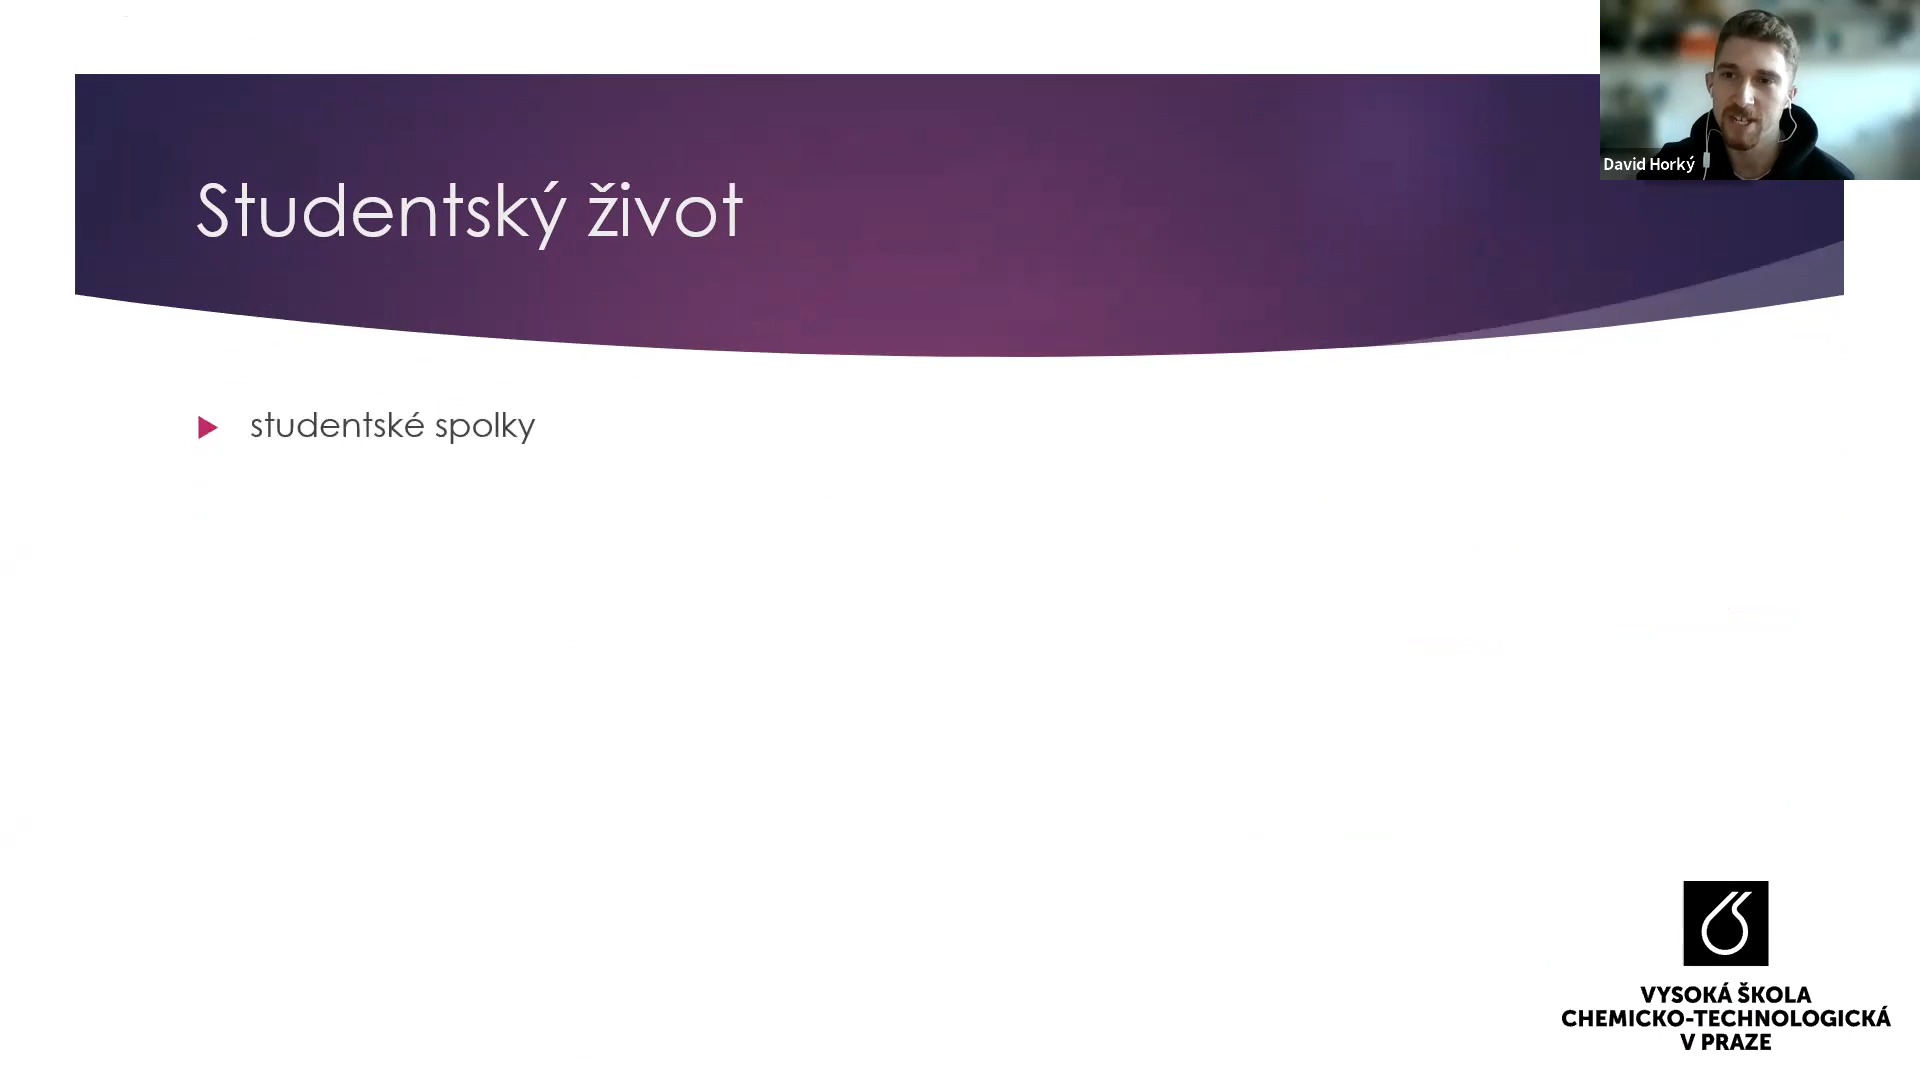 Studentský život
David Horký
studentské spolky
VYSOKÁ ŠKOLA
CHEMICKO-TECHNOLOGICKÁ
V PRAZE